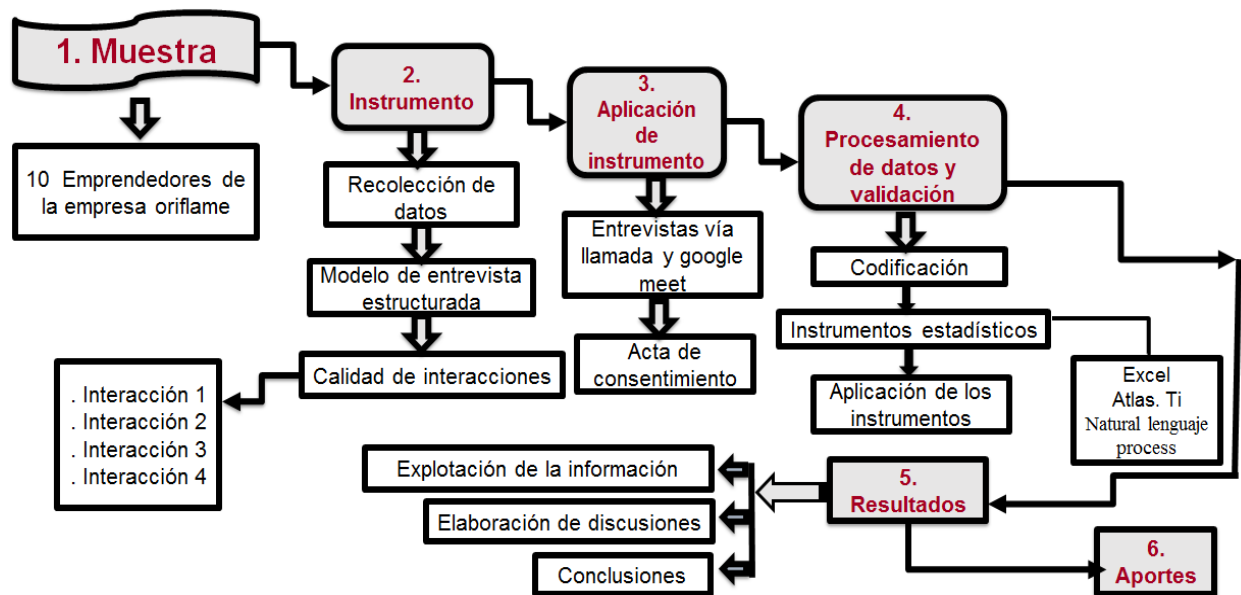 1. Muestra
10 Emprendedores de
la empresa oriflame
2.
Instrumento
Recolección de
datos
Modelo de entrevista
estructurada
Calidad de interacciones
. Interacción 1
. Interacción 2
. Interacción 3
. Interacción 4
3.
Aplicación
de
instrumento
Entrevistas vía
llamada y google
meet
Acta de
consentimiento
4.
Procesamiento
de datos y
validación
Codificación
Instrumentos estadísticos
Aplicación de los
instrumentos
Excel
Atlas. Ti
Natural lenguaje
process
5.
Resultados
Explotación de la información
Elaboración de discusiones
Conclusiones
6.
Aportes